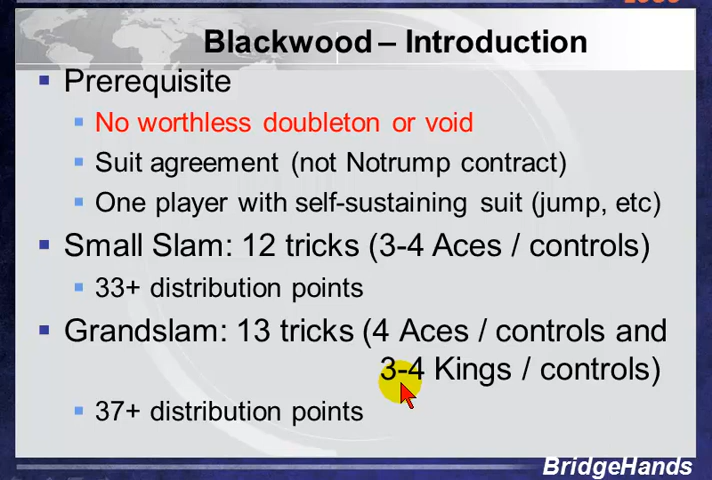 Blackwood – Introduction
Prerequisite
No worthless doubleton or void
Suit agreement (not Notrump contract)
One player with self-sustaining suit (jump, etc)
Small Slam: 12 tricks (3-4 Aces / controls)
33+ distribution points
Grandslam: 13 tricks (4 Aces / controls and
3-4 Kings / controls)
37+ distribution points
BridgeHands